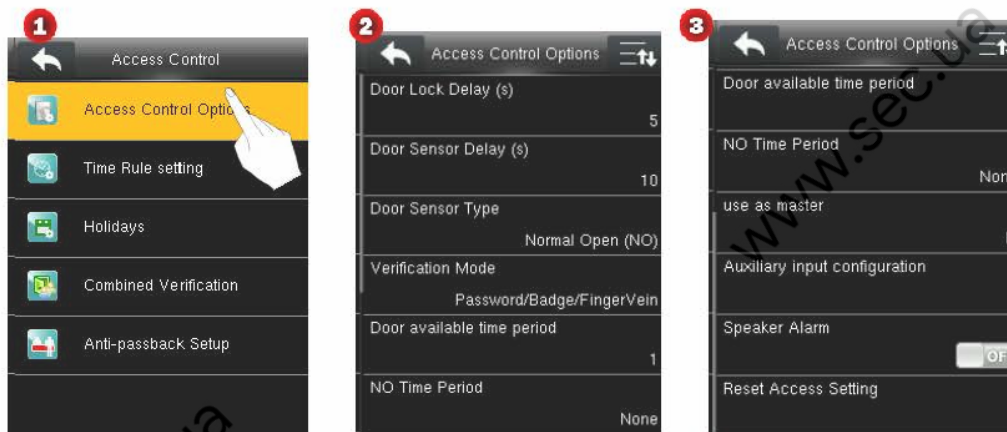 1
Access Control
Access Control Options
Time Rule setting
Holidays
Combined Verification
Anti-passback Setup
2
Access Control Options
Door Lock Delay (s)
5
Door Sensor Delay (s)
10
Door Sensor Type
Normal Open (NO)
Verification Mode
Password/Badge/FingerVein
Door available time period
1
NO Time Period
None
3
Access Control Options
Door available time period
NO Time Period
Non
use as master
Auxiliary input configuration
Speaker Alarm
OF
Reset Access Setting
www.sec.ua